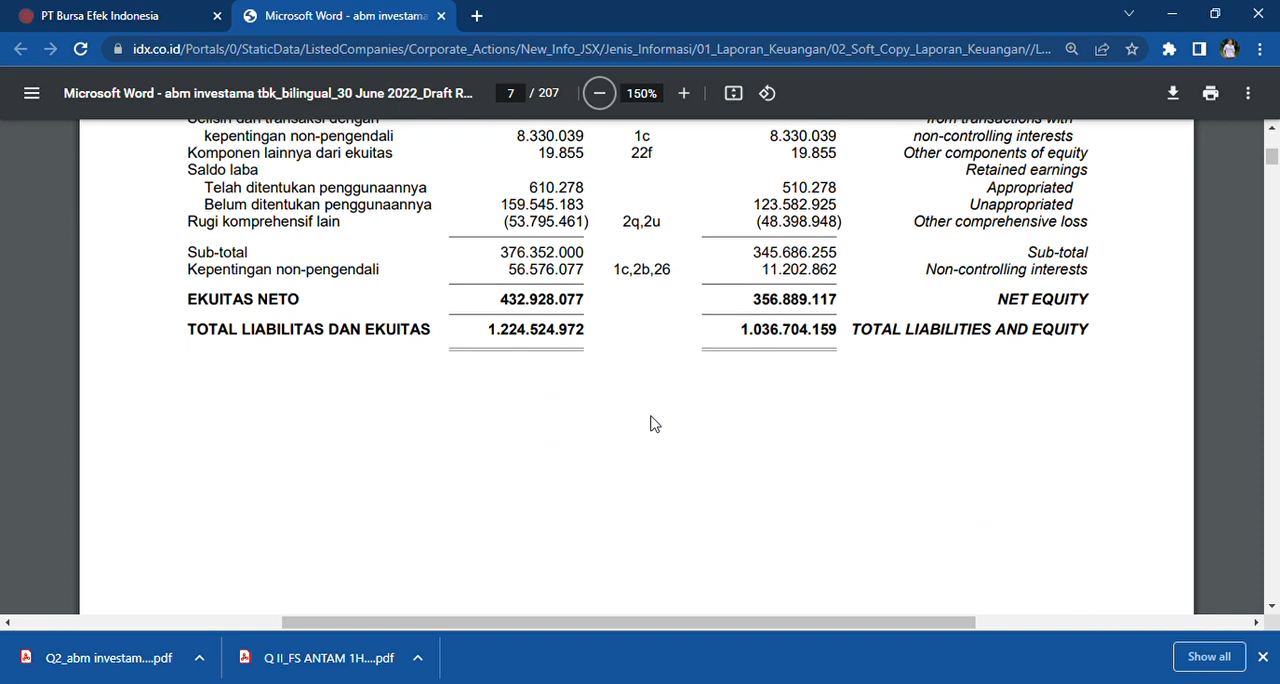 PT Bursa Efek Indonesia
Microsoft Word - abm investama
idx.co.id/Portals/0/StaticData/ListedCompanies/Corporate_Actions/New_Info_JSX/Jenis_Informasi/01_Laporan_Keuangan/02_Soft_Copy_Laporan_Keuangan//L...
Microsoft Word - abm investama tbk_bilingual_30 June 2022_Draft R... 7 / 207 150%
Selisih dari transaksi dengan from transactions with
kepentingan non-pengendali 8.330.039 1c 8.330.039 non-controlling interests
Komponen lainnya dari ekuitas 19.855 22f 19.855 Other components of equity
Saldo laba Retained earnings
Telah ditentukan penggunaannya 610.278 510.278 Appropriated
Belum ditentukan penggunaannya 159.545.183 123.582.925 Unappropriated
Rugi komprehensif lain (53.795.461) 2q,2u (48.398.948) Other comprehensive loss
Sub-total 376.352.000 345.686.255 Sub-total
Kepentingan non-pengendali 56.576.077 1c,2b,26 11.202.862 Non-controlling interests
EKUITAS NETO 432.928.077 356.889.117 NET EQUITY
TOTAL LIABILITAS DAN EKUITAS 1.224.524.972 1.036.704.159 TOTAL LIABILITIES AND EQUITY
Q2_abm investam....pdf Q II_FS ANTAM 1H....pdf Show all